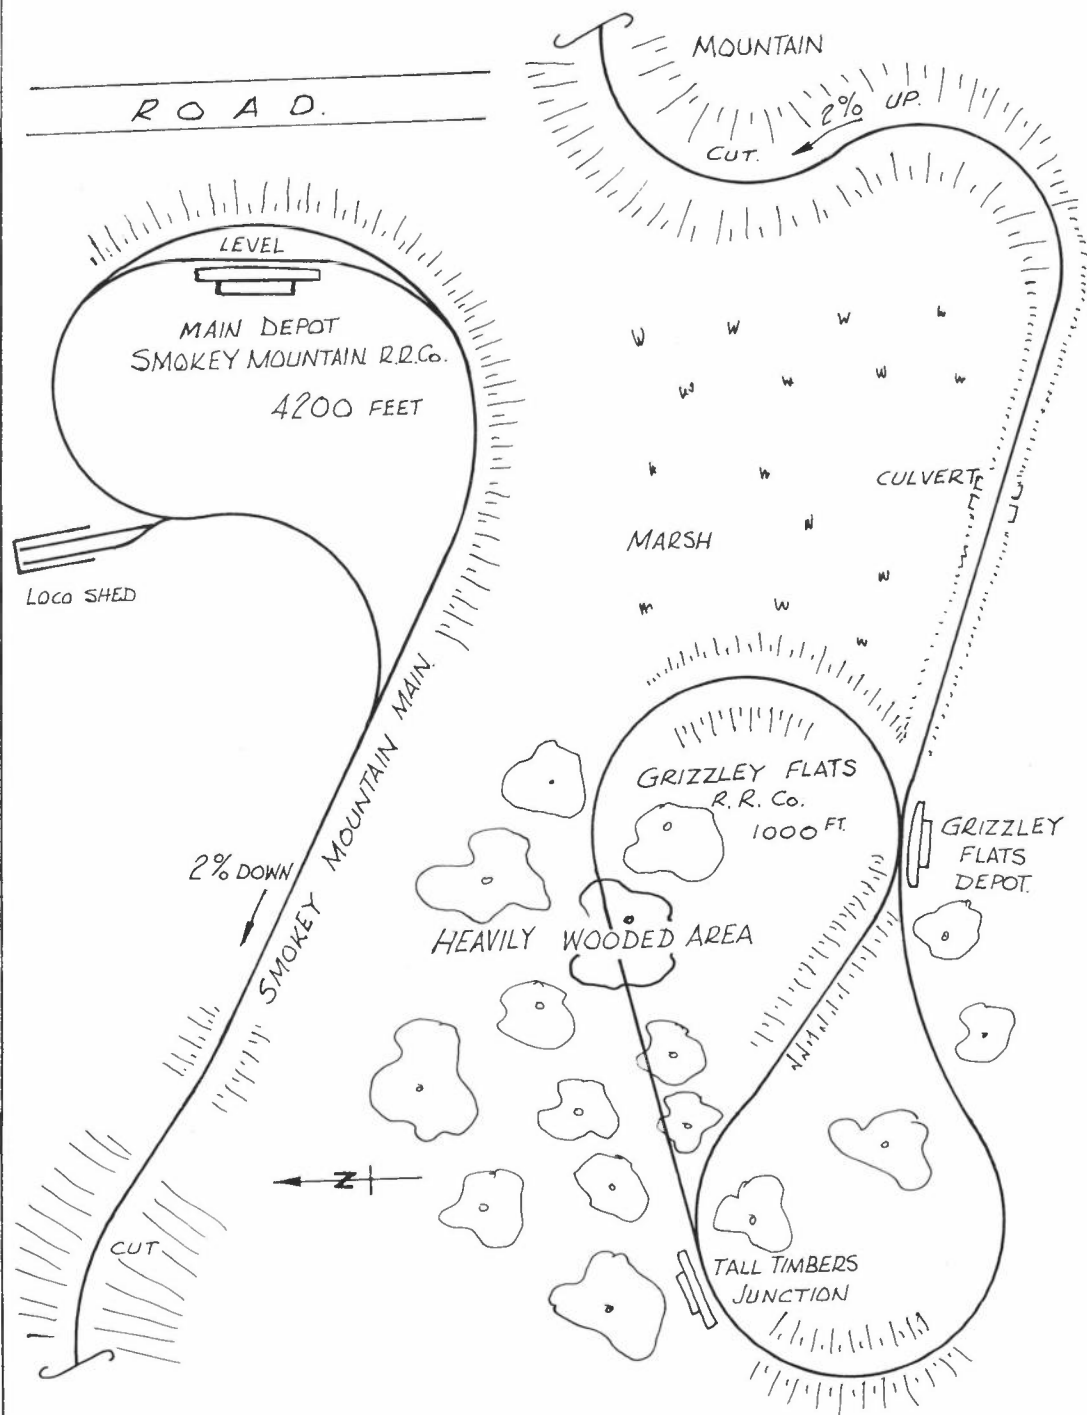 ROAD.
MOUNTAIN
2% UP.
CUT.
LEVEL
MAIN DEPOT
SMOKEY MOUNTAIN R.R.Co.
4200 FEET
LOCO SHED
CULVERT
MARSH
SMOKEY MOUNTAIN MAIN.
2% DOWN
GRIZZLEY FLATS
R.R. Co.
1000 FT.
GRIZZLEY
FLATS
DEPOT.
HEAVILY WOODED AREA
N
CUT
TALL TIMBERS
JUNCTION